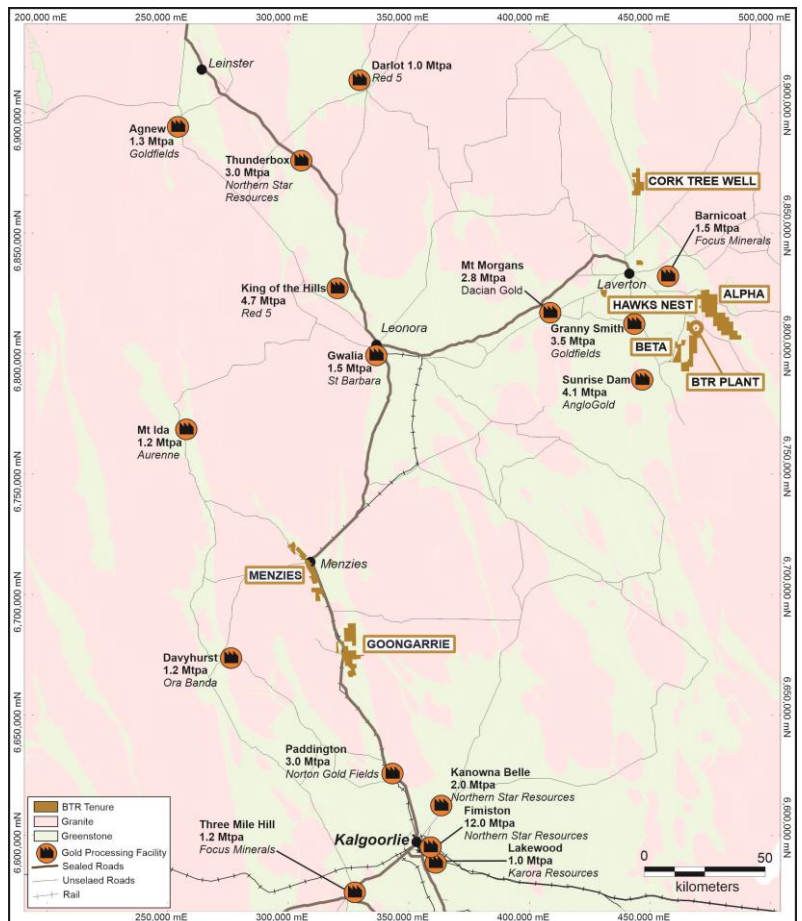 200,000 mE
250,000 mE
300,000 mE
350,000 mE
400,000 mE
450,000 mE
500,000 mE
6,900,000 mN
6,850,000 mN
6,800,000 mN
6,750,000 mN
6,700,000 mN
6,650,000 mN
6,600,000 mN
Leinster
Darlot 1.0 Mtpa
Red 5
Agnew
1.3 Mtpa
Goldfields
Thunderbox
3.0 Mtpa
Northern Star
Resources
CORK TREE WELL
Barnicoat
1.5 Mtpa
Focus Minerals
Mt Morgans
2.8 Mtpa
Dacian Gold
Laverton
King of the Hills
4.7 Mtpa
Red 5
HAWKS NEST
ALPHA
Leonora
Granny Smith
3.5 Mtpa
Goldfields
BETA
Gwalia
1.5 Mtpa
St Barbara
BTR PLANT
Sunrise Dam
4.1 Mtpa
AngloGold
Mt Ida
1.2 Mtpa
Aurenne
Menzies
MENZIES
GOONGARRIE
Davyhurst
1.2 Mtpa
Ora Banda
Paddington
3.0 Mtpa
Norton Gold Fields
Kanowna Belle
2.0 Mtpa
Northern Star Resources
Fimiston
12.0 Mtpa
Northern Star Resources
Three Mile Hill
1.2 Mtpa
Focus Minerals
Kalgoorlie
Lakewood
1.0 Mtpa
Karora Resources
BTR Tenure
Granite
Greenstone
Gold Processing Facility
Sealed Roads
Unselaed Roads
Rail
0 50
kilometers
6,900,000 mN
6,850,000 mN
6,800,000 mN
6,750,000 mN
6,700,000 mN
6,650,000 mN
6,600,000 mN
250,000 mE
300,000 mE
350,000 mE
400,000 mE
450,000 mE
500,000 mE